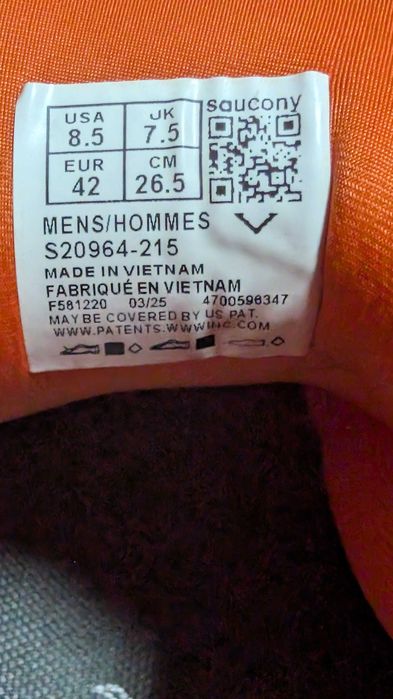 saucony
USA 8.5 JK 7.5
EUR 42 CM 26.5
MENS/HOMMES
S20964-215
MADE IN VIETNAM
FABRIQUÉ EN VIETNAM
F581220 03/25 4700596347
MAY BE COVERED BY US PAT.
WWW.PATENTS.WWWINC.COM